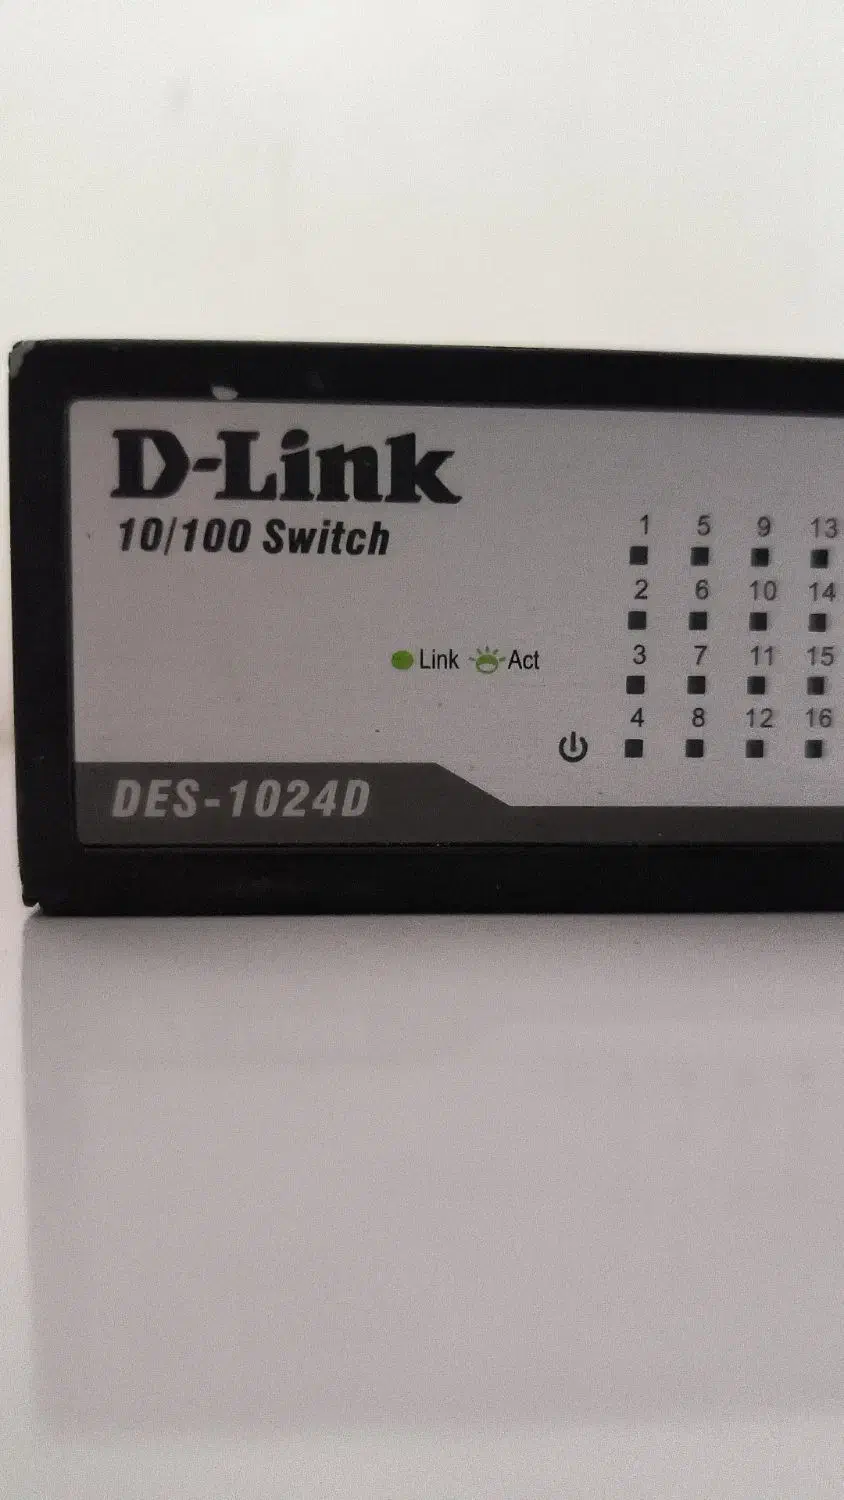 D-Link
10/100 Switch
1 5 9 13
2 6 10 14
Link Act
3 7 11 15
4 8 12 16
DES-1024D